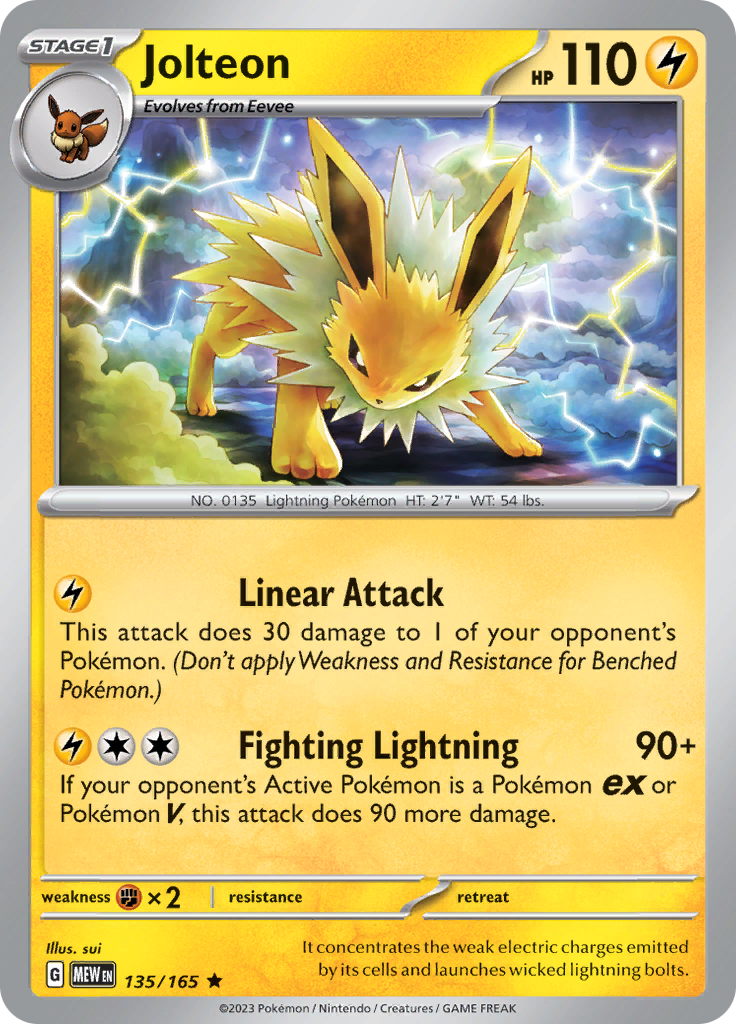 STAGE 1
Jolteon
HP 110
Evolves from Eevee
NO. 0135 Lightning Pokémon HT: 2'7" WT: 54 lbs.
Linear Attack
This attack does 30 damage to 1 of your opponent's
Pokémon. (Don't apply Weakness and Resistance for Benched
Pokémon.)
Fighting Lightning 90+
If your opponent's Active Pokémon is a Pokémon ex or
Pokémon V, this attack does 90 more damage.
weakness ×2 resistance retreat
Illus. sui
It concentrates the weak electric charges emitted
by its cells and launches wicked lightning bolts.
G MEW EN 135/165 ★
©2023 Pokémon / Nintendo / Creatures / GAME FREAK